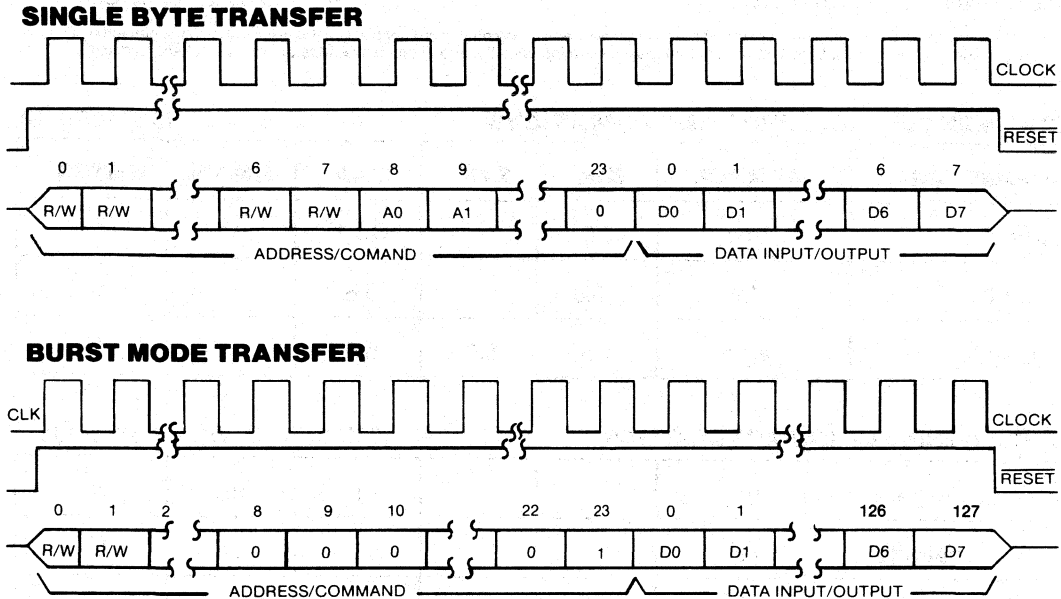 SINGLE BYTE TRANSFER
CLOCK
RESET
0 1 6 7 8 9 23 0 1 6 7
R/W R/W R/W R/W A0 A1 0 D0 D1 D6 D7
ADDRESS/COMAND DATA INPUT/OUTPUT
BURST MODE TRANSFER
CLK CLOCK
RESET
0 1 2 8 9 10 22 23 0 1 126 127
R/W R/W 0 0 0 0 1 D0 D1 D6 D7
ADDRESS/COMMAND DATA INPUT/OUTPUT